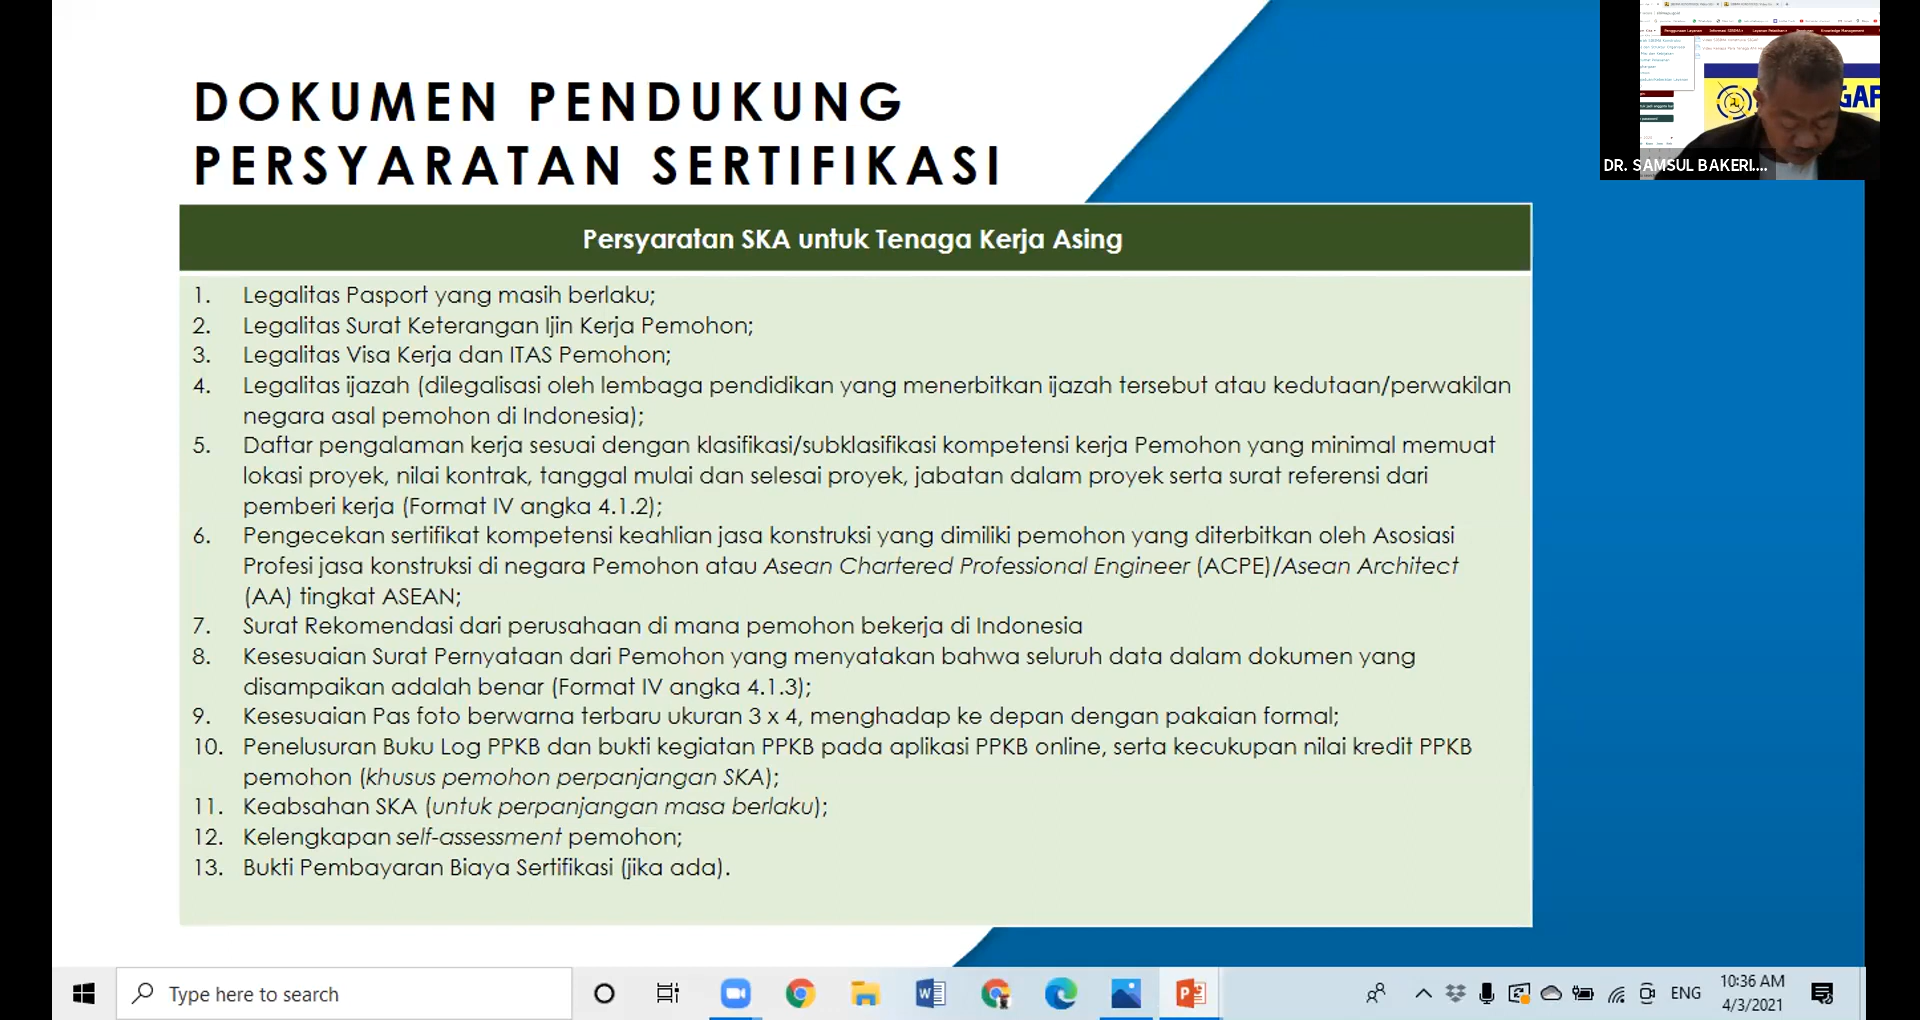 DOKUMEN PENDUKUNG
PERSYARATAN SERTIFIKASI
Persyaratan SKA untuk Tenaga Kerja Asing
1. Legalitas Pasport yang masih berlaku;
2. Legalitas Surat Keterangan Ijin Kerja Pemohon;
3. Legalitas Visa Kerja dan ITAS Pemohon;
4. Legalitas ijazah (dilegalisasi oleh lembaga pendidikan yang menerbitkan ijazah tersebut atau kedutaan/perwakilan
negara asal pemohon di Indonesia);
5. Daftar pengalaman kerja sesuai dengan klasifikasi/subklasifikasi kompetensi kerja Pemohon yang minimal memuat
lokasi proyek, nilai kontrak, tanggal mulai dan selesai proyek, jabatan dalam proyek serta surat referensi dari
pemberi kerja (Format IV angka 4.1.2);
6. Pengecekan sertifikat kompetensi keahlian jasa konstruksi yang dimiliki pemohon yang diterbitkan oleh Asosiasi
Profesi jasa konstruksi di negara Pemohon atau Asean Chartered Professional Engineer (ACPE)/Asean Architect
(AA) tingkat ASEAN;
7. Surat Rekomendasi dari perusahaan di mana pemohon bekerja di Indonesia
8. Kesesuaian Surat Pernyataan dari Pemohon yang menyatakan bahwa seluruh data dalam dokumen yang
disampaikan adalah benar (Format IV angka 4.1.3);
9. Kesesuaian Pas foto berwarna terbaru ukuran 3 x 4, menghadap ke depan dengan pakaian formal;
10. Penelusuran Buku Log PPKB dan bukti kegiatan PPKB pada aplikasi PPKB online, serta kecukupan nilai kredit PPKB
pemohon (khusus pemohon perpanjangan SKA);
11. Keabsahan SKA (untuk perpanjangan masa berlaku);
12. Kelengkapan self-assessment pemohon;
13. Bukti Pembayaran Biaya Sertifikasi (jika ada).
DR. SAMSUL BAKERI....
Type here to search
ENG
10:36 AM
4/3/2021